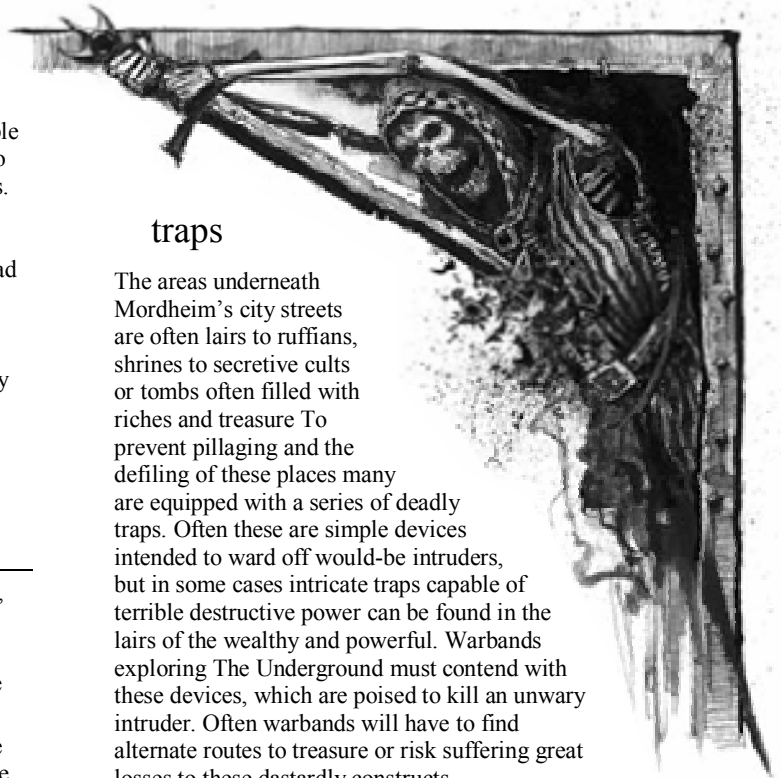 traps
The areas underneath
Mordheim’s city streets
are often lairs to ruffians,
shrines to secretive cults
or tombs often filled with
riches and treasure To
prevent pillaging and the
defiling of these places many
are equipped with a series of deadly
traps. Often these are simple devices
intended to ward off would-be intruders,
but in some cases intricate traps capable of
terrible destructive power can be found in the
lairs of the wealthy and powerful. Warbands
exploring The Underground must contend with
these devices, which are poised to kill an unwary
intruder. Often warbands will have to find
alternate routes to treasure or risk suffering great
losses to these dastardly constructs